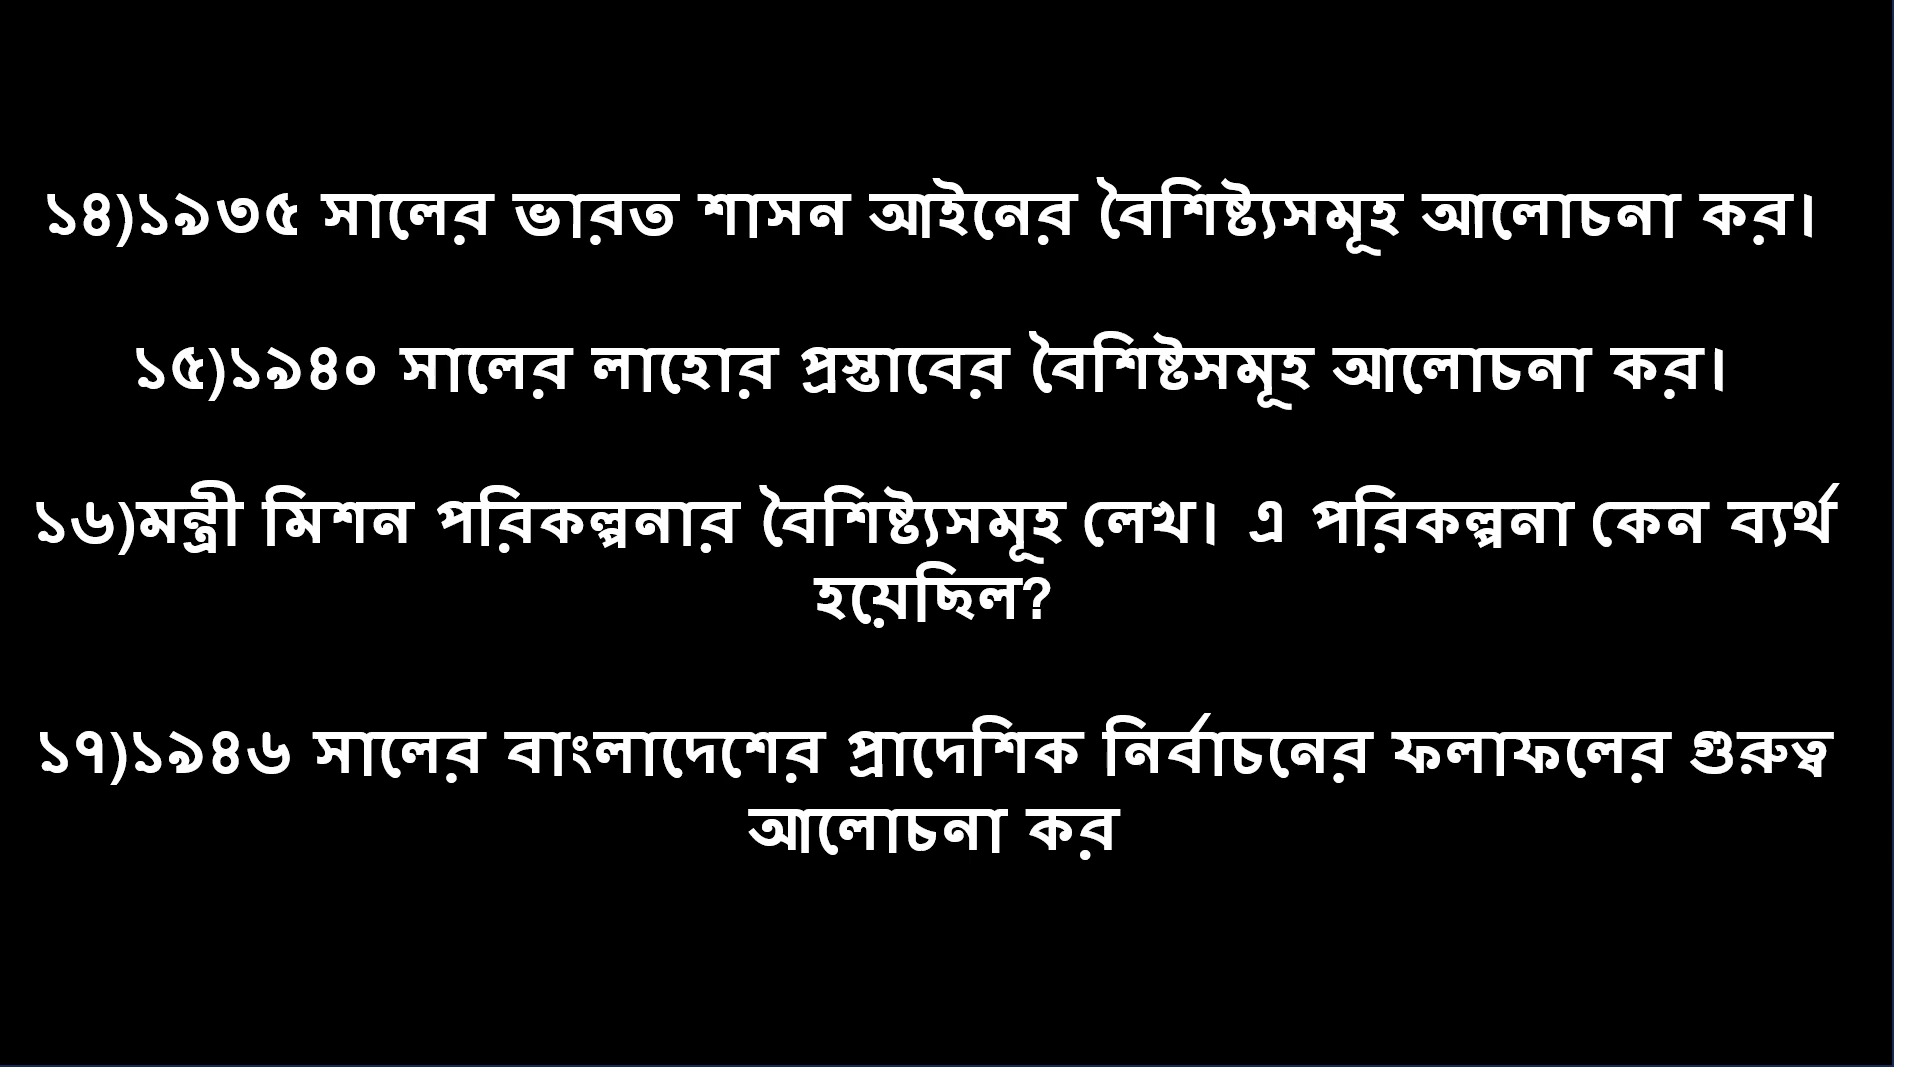 ১৪)১৯৩৫ সালের ভারত শাসন আইনের বৈশিষ্ট্যসমূহ আলোচনা কর।
১৫)১৯৪০ সালের লাহোর প্রস্তাবের বৈশিষ্টসমূহ আলোচনা কর।
১৬)মন্ত্রী মিশন পরিকল্পনার বৈশিষ্ট্যসমূহ লেখ। এ পরিকল্পনা কেন ব্যর্থ
হয়েছিল?
১৭)১৯৪৬ সালের বাংলাদেশের প্রাদেশিক নির্বাচনের ফলাফলের গুরুত্ব
আলোচনা কর